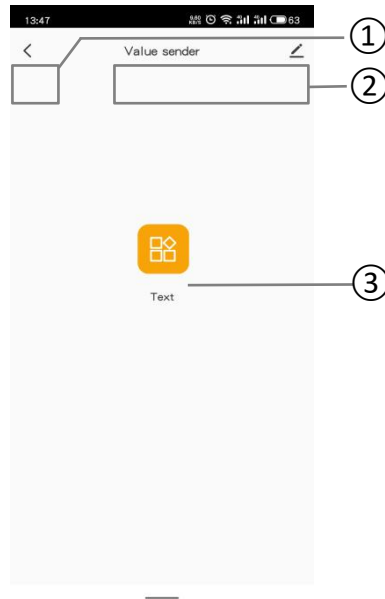 13:47 63
Value sender
①
②
③
Text